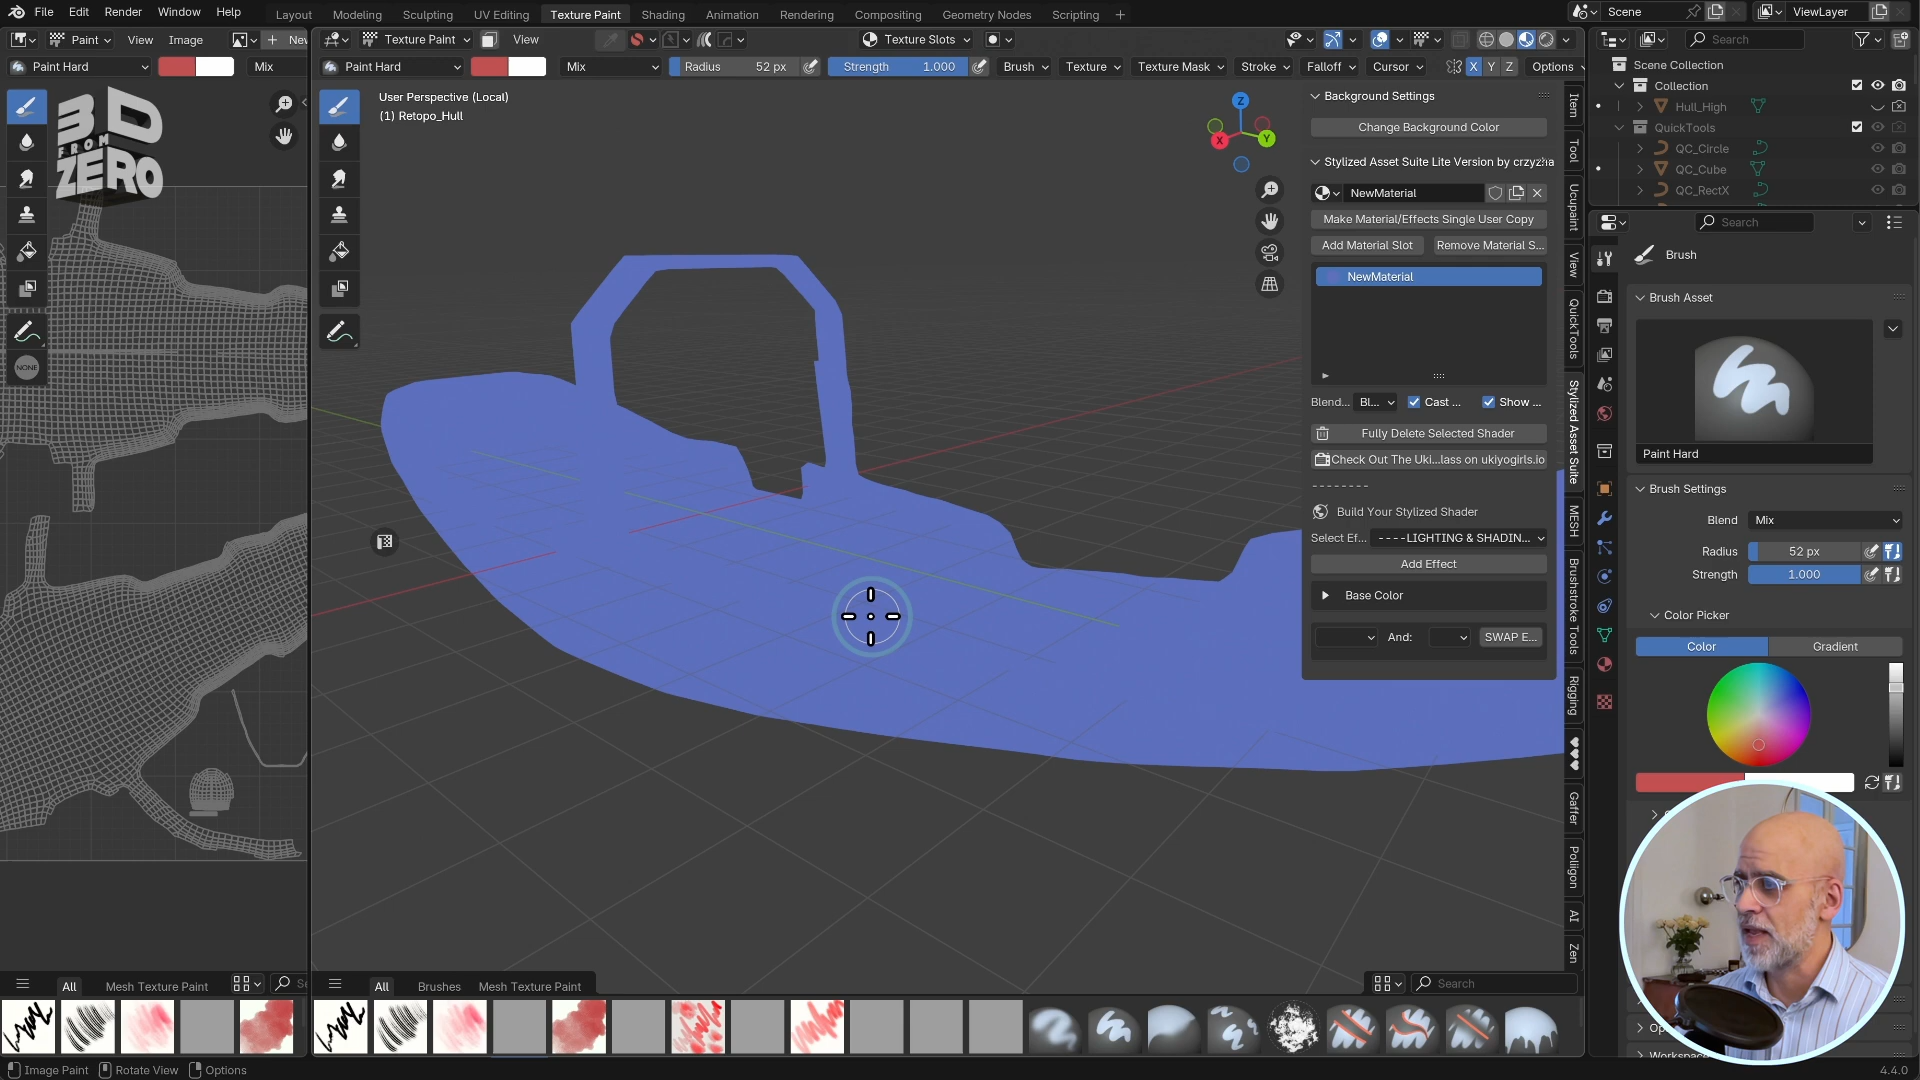 File Edit Render Window Help
Layout Modeling Sculpting UV Editing Texture Paint Shading Animation Rendering Compositing Geometry Nodes Scripting +
Scene
ViewLayer
Paint View Image + New
Texture Paint View
Texture Slots
Search
Paint Hard Mix
Paint Hard Mix Radius 52 px Strength 1.000 Brush Texture Texture Mask Stroke Falloff Cursor X Y Z Options
3D
FROM
ZERO
NONE
User Perspective (Local)
(1) Retopo_Hull
Z
X
Y
Background Settings
Change Background Color
Stylized Asset Suite Lite Version by crzyzha
NewMaterial
Make Material/Effects Single User Copy
Add Material Slot Remove Material S...
NewMaterial
Blend... Bl... Cast ... Show ...
Fully Delete Selected Shader
Check Out The Uki...lass on ukiyogirls.io
--------
Build Your Stylized Shader
Select Ef... ----LIGHTING & SHADIN...
Add Effect
Base Color
And: SWAP E...
Item
Tool
Ucupaint
View
QuickTools
Stylized Asset Suite
MESH
Brushstroke Tools
Rigging
♥♥♥
Gaffer
Poliigon
AI
Zen
Scene Collection
Collection
Hull_High
QuickTools
QC_Circle
QC_Cube
QC_RectX
Search
Brush
Brush Asset
Paint Hard
Brush Settings
Blend Mix
Radius 52 px
Strength 1.000
Color Picker
Color Gradient
All Mesh Texture Paint
All Brushes Mesh Texture Paint
Search
Image Paint Rotate View Options
4.4.0